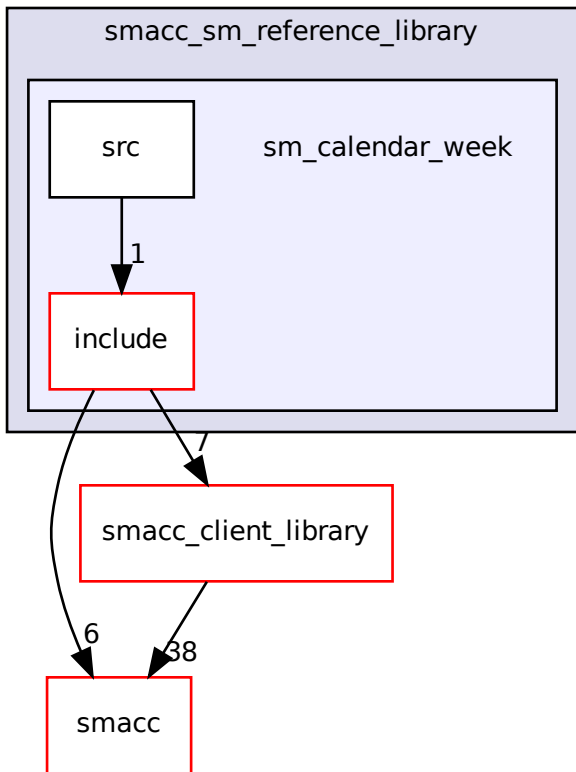 smacc_sm_reference_library
src
sm_calendar_week
1
include
7
smacc_client_library
6
38
smacc